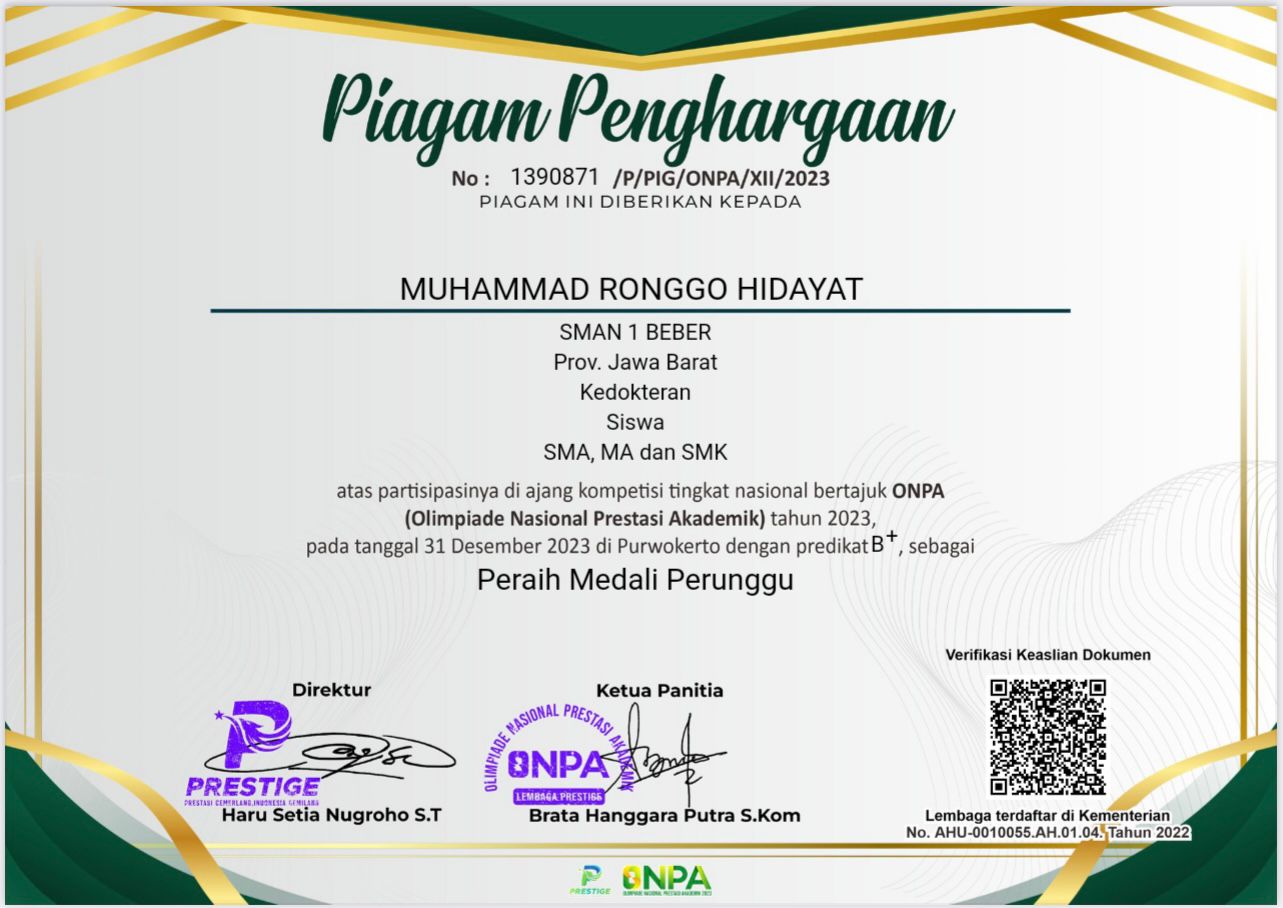 Piagam Penghargaan
No : 1390871 /P/PIG/ONPA/XII/2023
PIAGAM INI DIBERIKAN KEPADA
MUHAMMAD RONGGO HIDAYAT
SMAN 1 BEBER
Prov. Jawa Barat
Kedokteran
Siswa
SMA, MA dan SMK
atas partisipasinya di ajang kompetisi tingkat nasional bertajuk ONPA
(Olimpiade Nasional Prestasi Akademik) tahun 2023,
pada tanggal 31 Desember 2023 di Purwokerto dengan predikat B+, sebagai
Peraih Medali Perunggu
Direktur
PRESTIGE
PRESTASI GEMERLANG INDONESIA GEMILANG
Haru Setia Nugroho S.T
Ketua Panitia
OLIMPIADE NASIONAL PRESTASI AKADEMIK
ONPA
LEMBAGA PRESTIGE
Brata Hanggara Putra S.Kom
Verifikasi Keaslian Dokumen
Lembaga terdaftar di Kementerian
No. AHU-0010055.AH.01.04. Tahun 2022
PRESTIGE
ONPA
OLIMPIADE NASIONAL PRESTASI AKADEMIK 2023